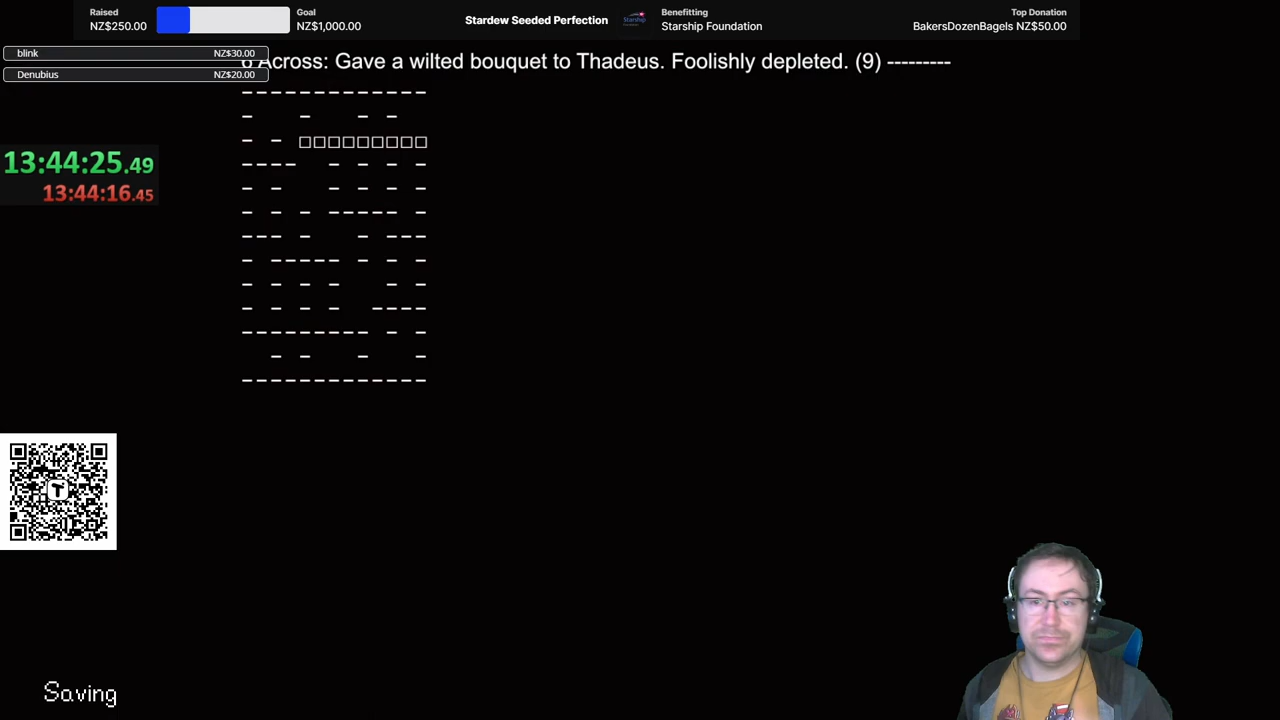 Raised
NZ$250.00
Goal
NZ$1,000.00
Stardew Seeded Perfection
Starship
Benefitting
Starship Foundation
Top Donation
BakersDozenBagels NZ$50.00
blink NZ$30.00
Denubius NZ$20.00
6 Across: Gave a wilted bouquet to Thadeus. Foolishly depleted. (9) ---------
13:44:25.49
13:44:16.45
T
Saving